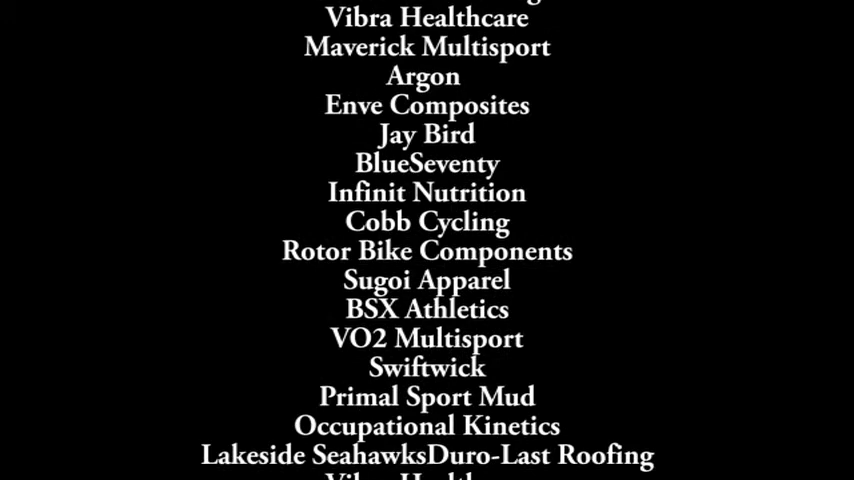 Vibra Healthcare
Maverick Multisport
Argon
Enve Composites
Jay Bird
BlueSeventy
Infinit Nutrition
Cobb Cycling
Rotor Bike Components
Sugoi Apparel
BSX Athletics
VO2 Multisport
Swiftwick
Primal Sport Mud
Occupational Kinetics
Lakeside SeahawksDuro-Last Roofing